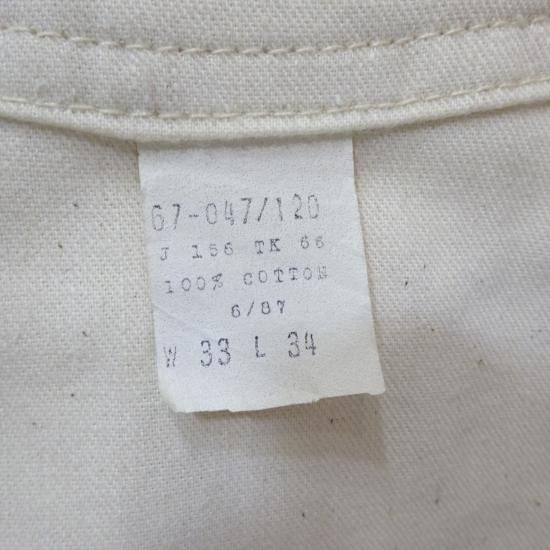 67-047/120
J 156 TK 66
100% COTTON
6/87
W 33 L 34